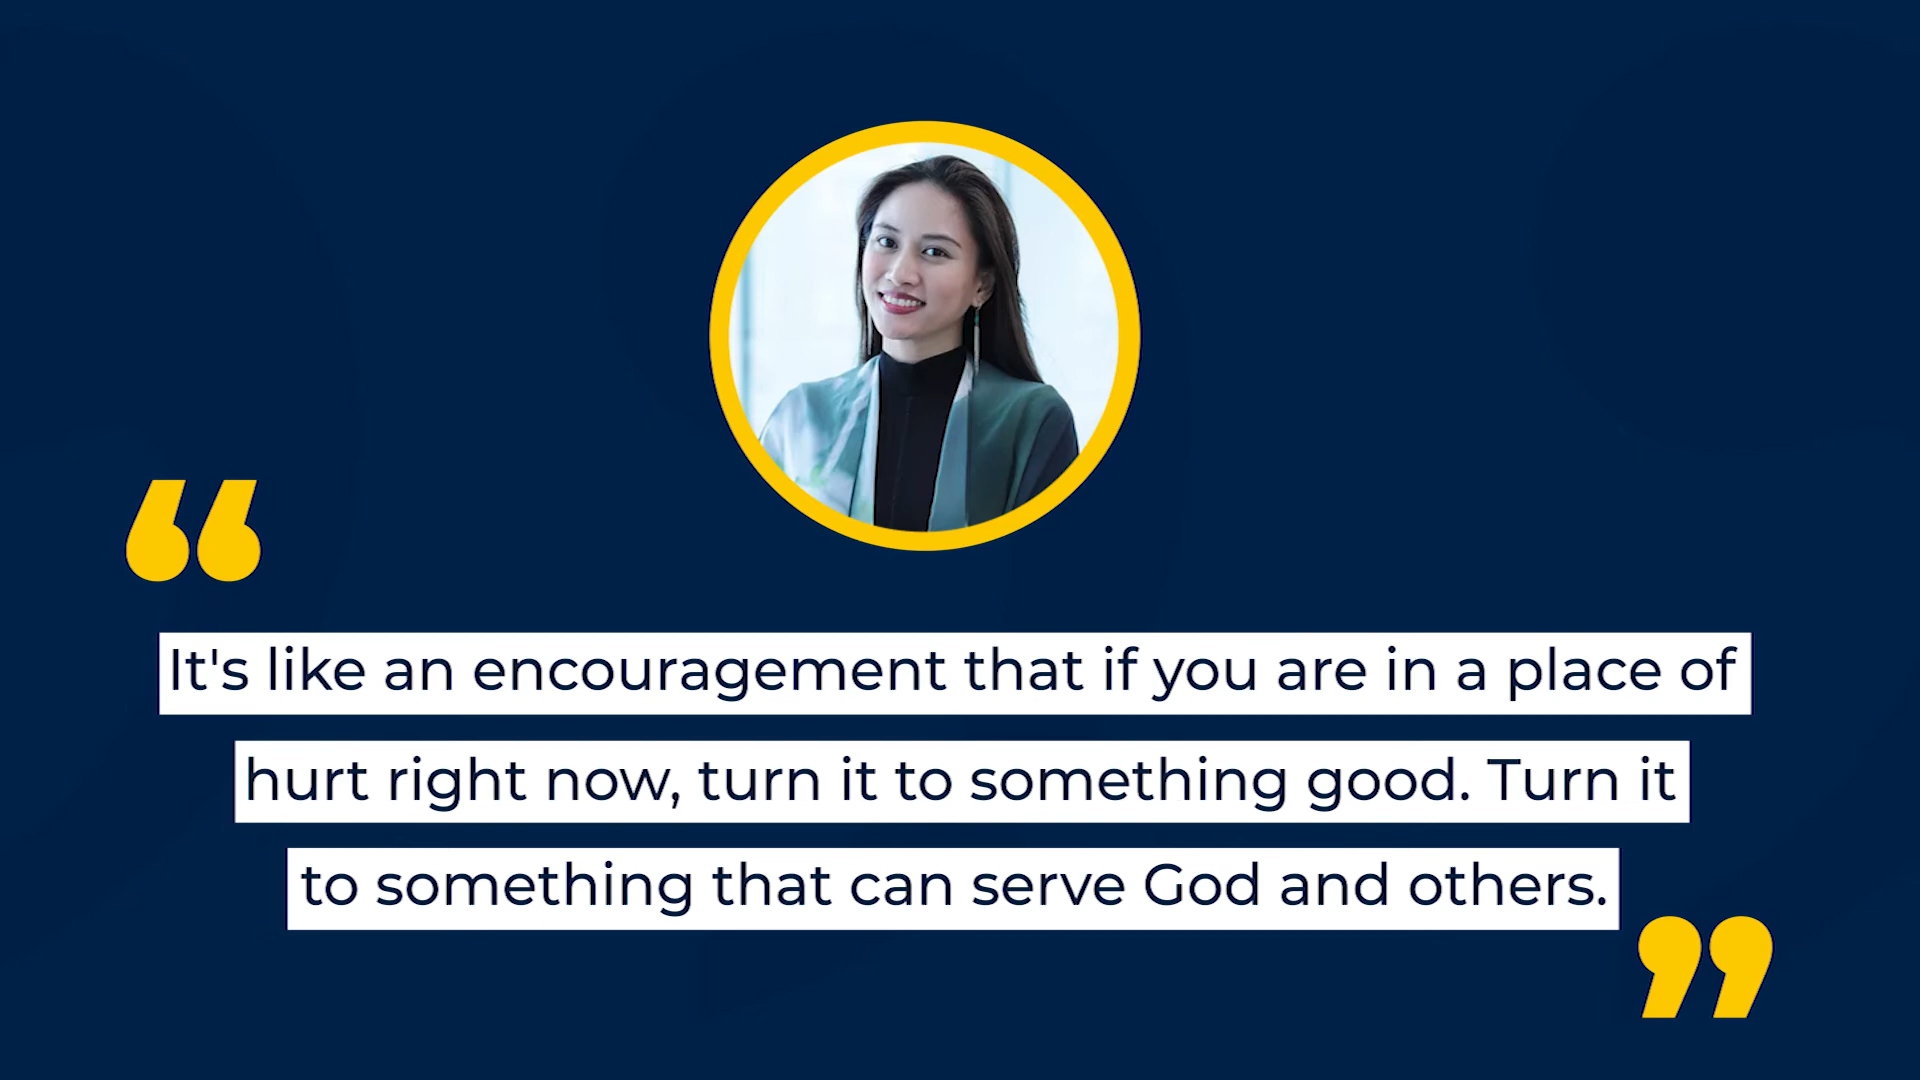 “
It's like an encouragement that if you are in a place of
hurt right now, turn it to something good. Turn it
to something that can serve God and others.
”